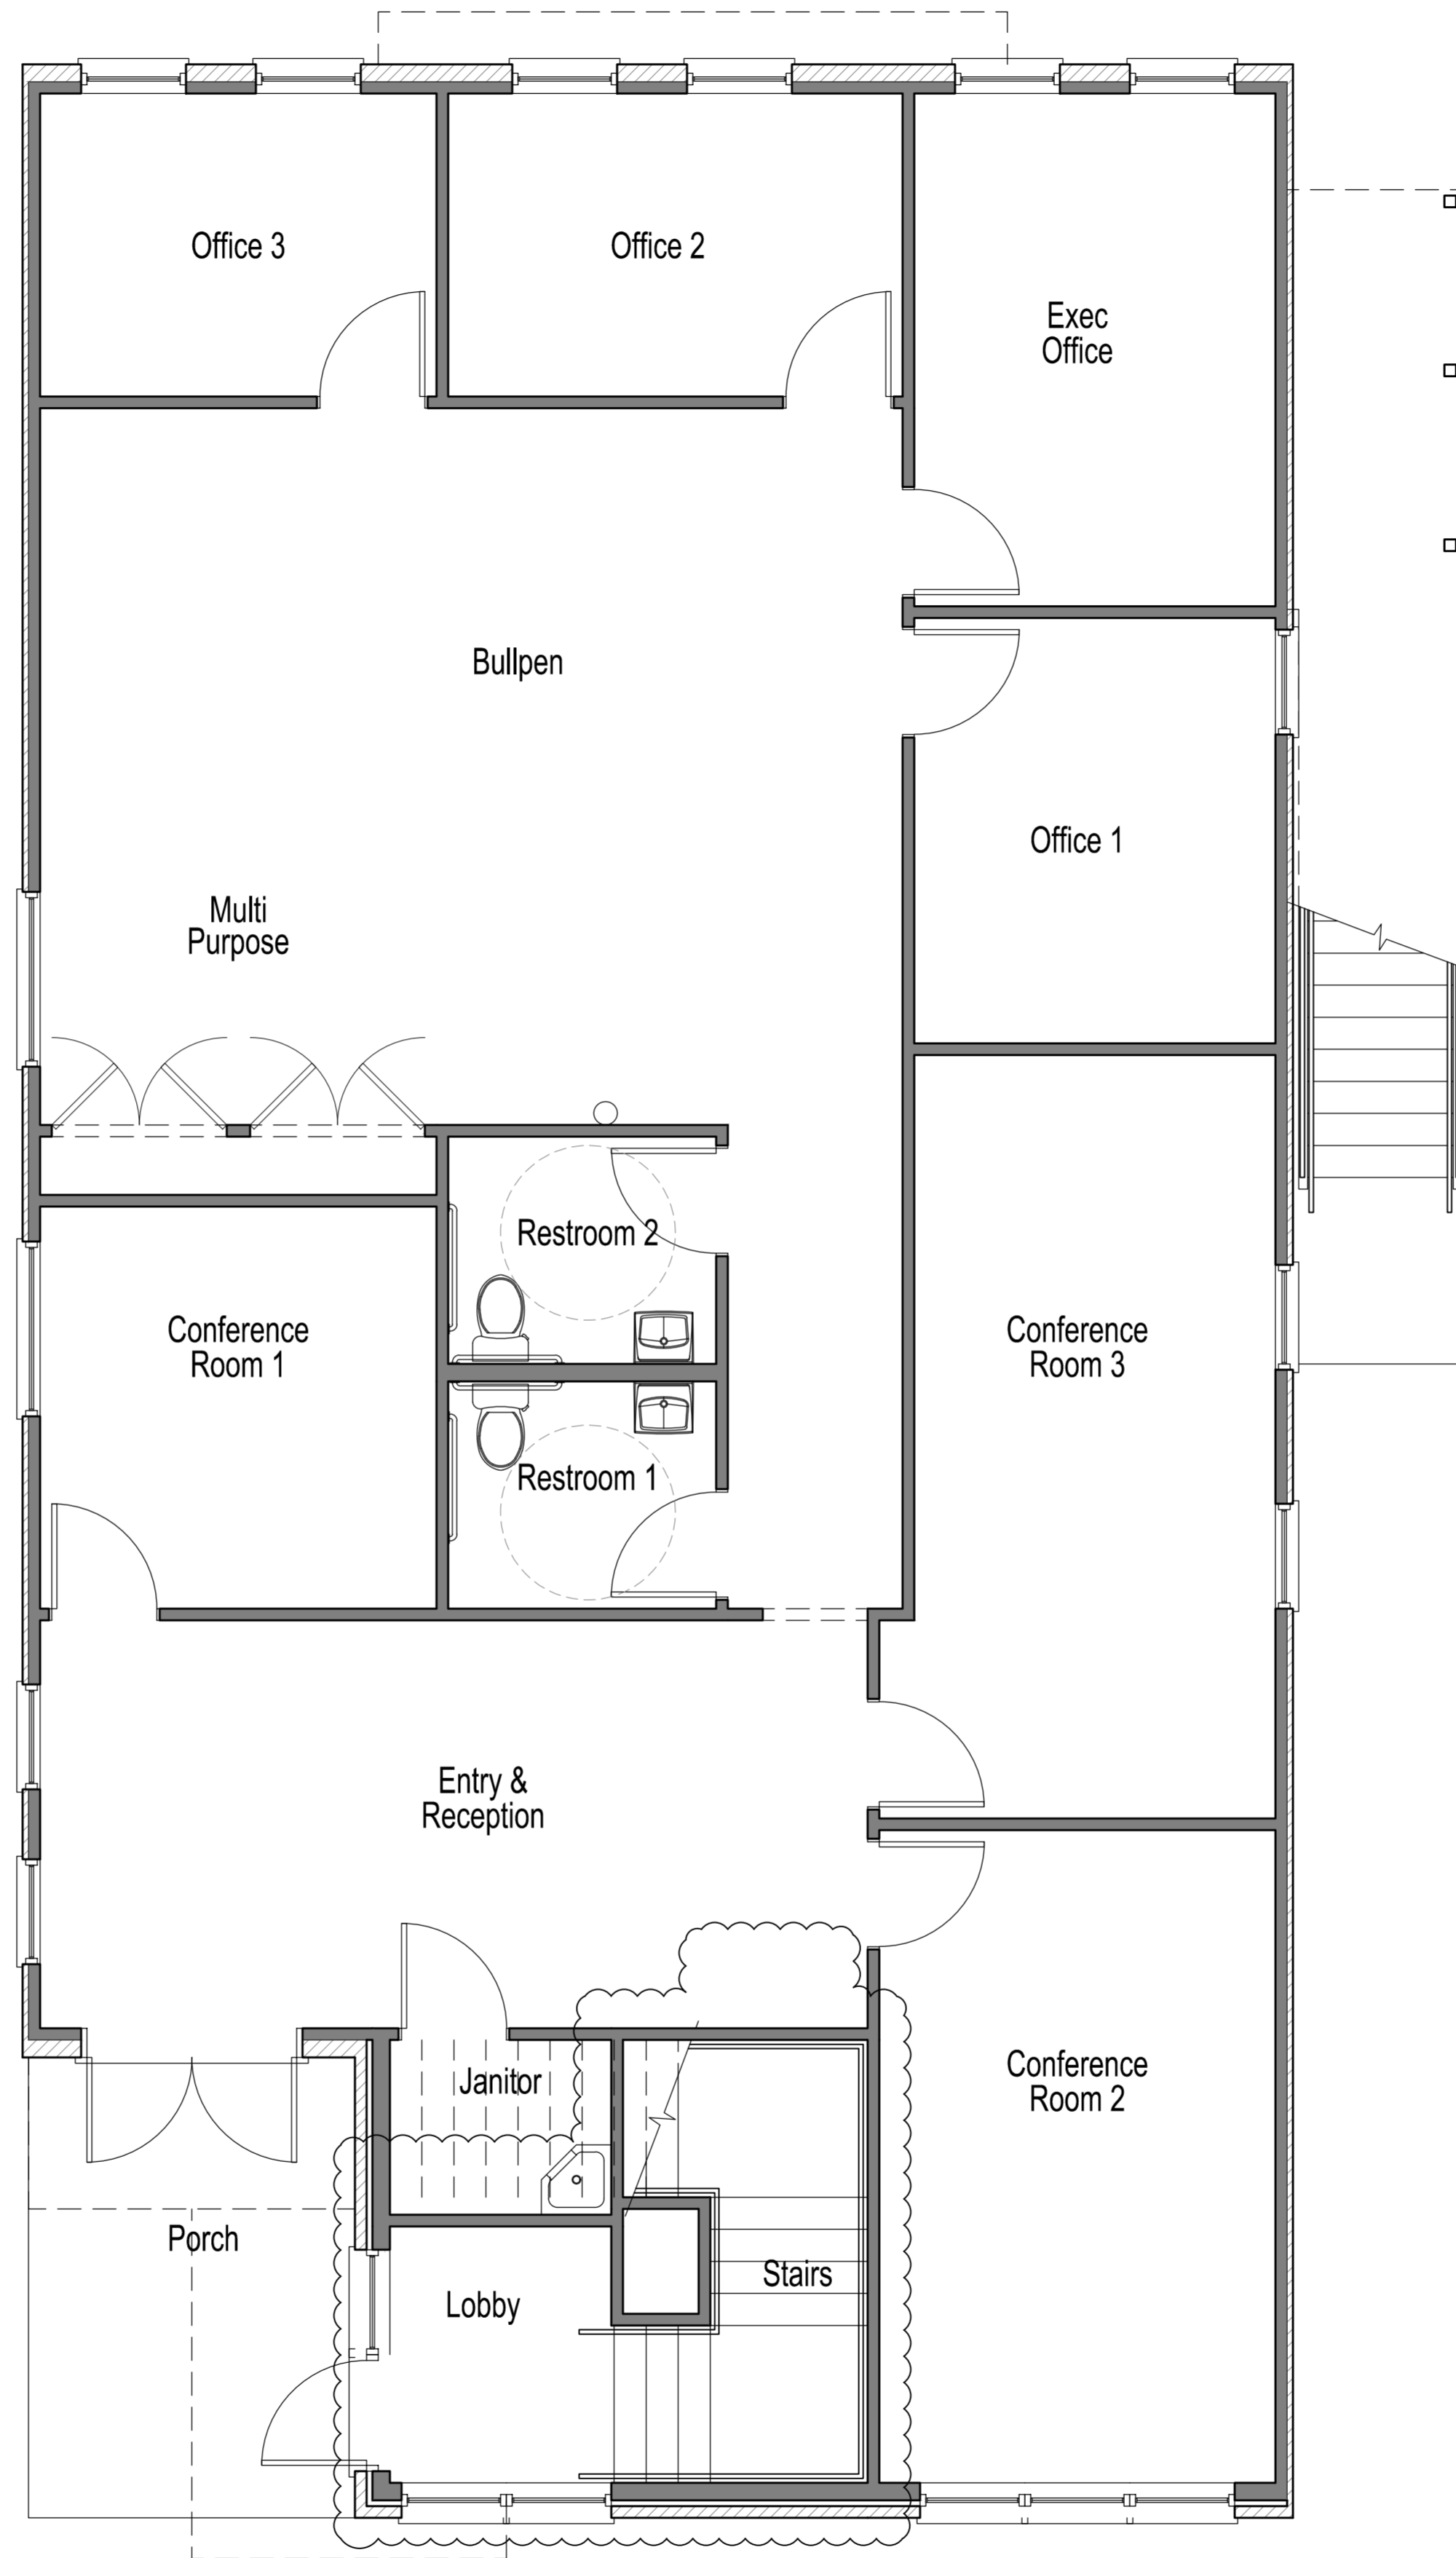 Office 3
Office 2
Exec
Office
Bullpen
Office 1
Multi
Purpose
Restroom 2
Conference
Room 1
Conference
Room 3
Restroom 1
Entry &
Reception
Janitor
Conference
Room 2
Porch
Stairs
Lobby